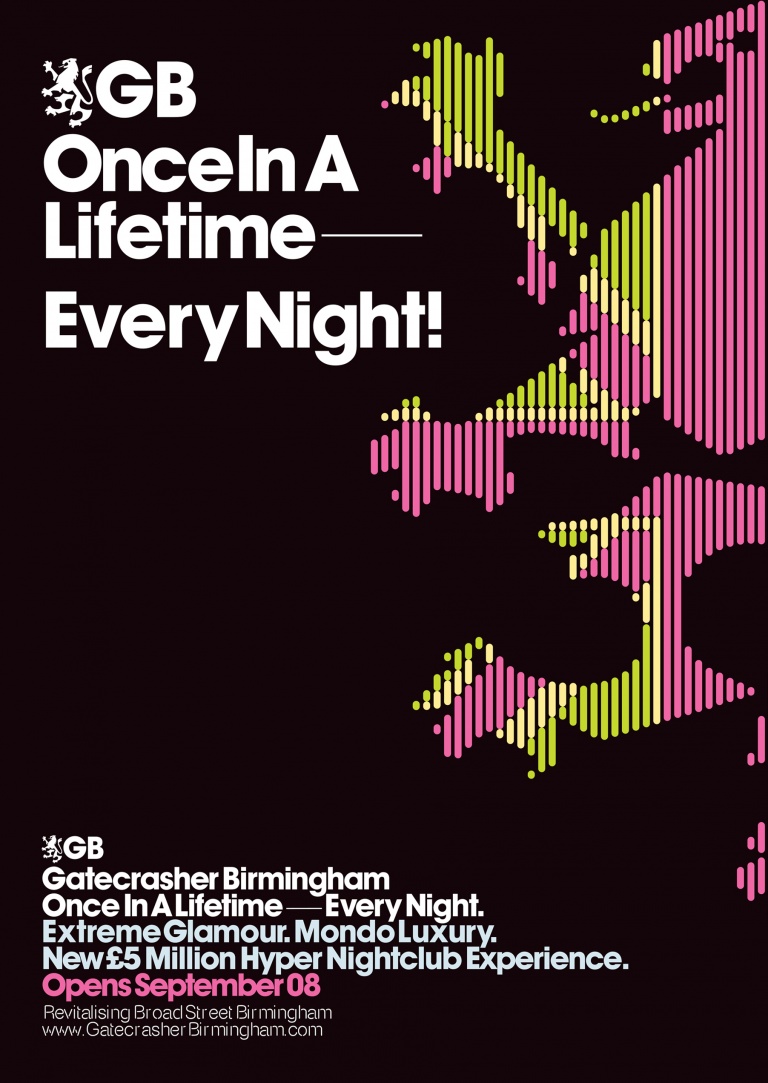 GB
Once In A
Lifetime —
Every Night!
GB
Gatecrasher Birmingham
Once In A Lifetime — Every Night.
Extreme Glamour. Mondo Luxury.
New £5 Million Hyper Nightclub Experience.
Opens September 08
Revitalising Broad Street Birmingham
www.GatecrasherBirmingham.com